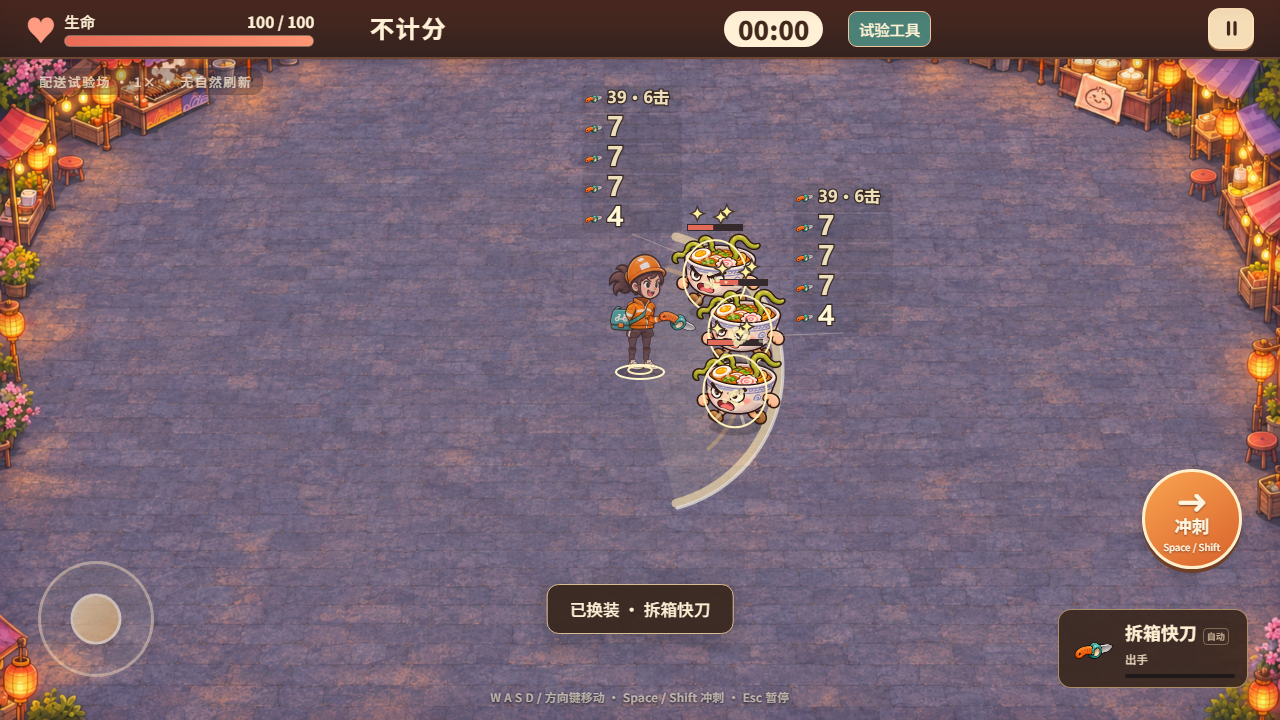 生命 100 / 100
不计分
00:00
试验工具
配送试验场 · 1× · 无自然刷新
39 · 6击
7
7
7
4
39 · 6击
7
7
7
4
冲刺
Space / Shift
已换装 · 拆箱快刀
拆箱快刀 自动
出手
W A S D / 方向键移动 · Space / Shift 冲刺 · Esc 暂停